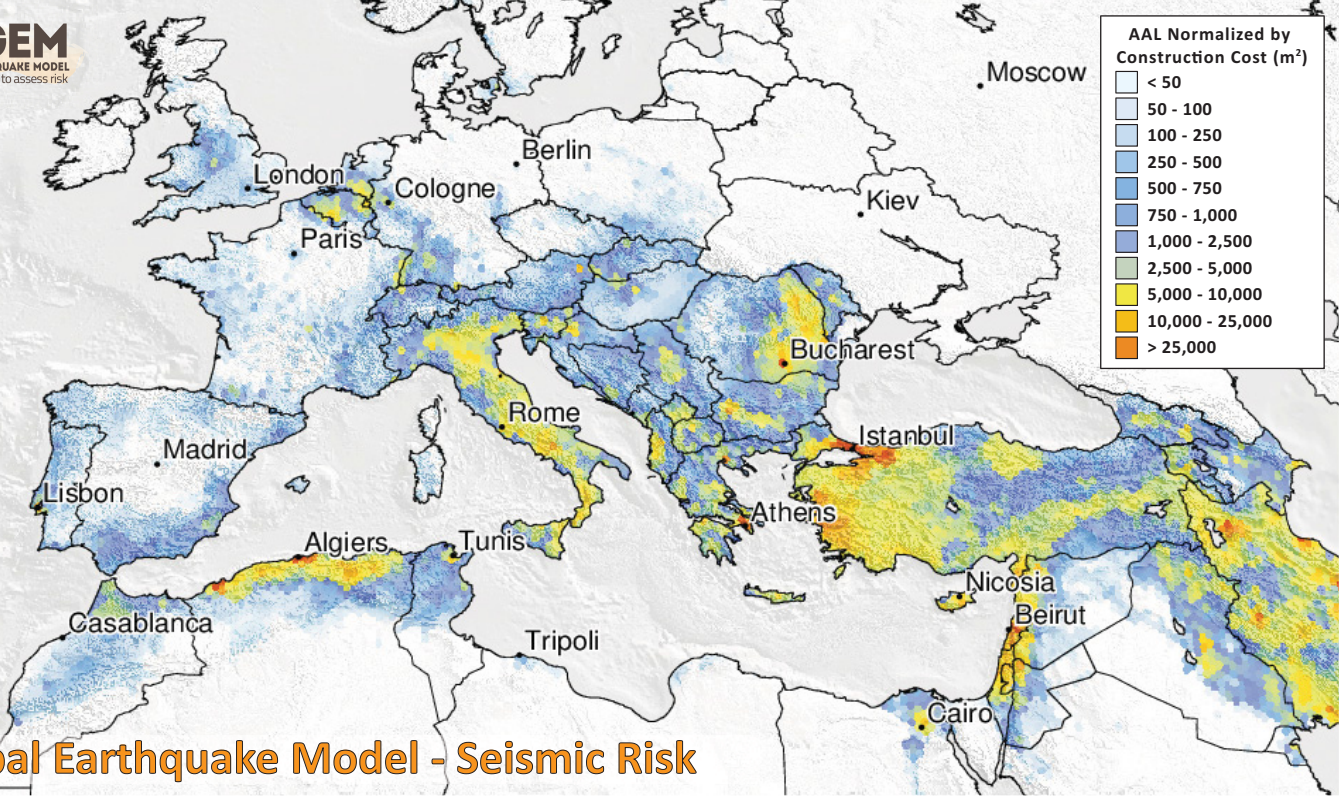 GEM
QUAKE MODEL
to assess risk
AAL Normalized by
Construction Cost (m²)
< 50
50 - 100
100 - 250
250 - 500
500 - 750
750 - 1,000
1,000 - 2,500
2,500 - 5,000
5,000 - 10,000
10,000 - 25,000
> 25,000
Moscow
Berlin
London
Cologne
Kiev
Paris
Bucharest
Rome
Istanbul
Madrid
Lisbon
Athens
Algiers
Tunis
Nicosia
Casablanca
Beirut
Tripoli
Cairo
bal Earthquake Model - Seismic Risk